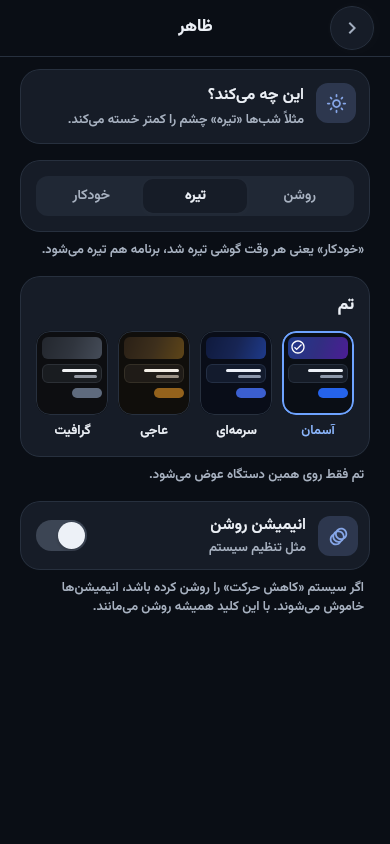 ظاهر
این چه می‌کند؟
مثلاً شب‌ها «تیره» چشم را کمتر خسته می‌کند.
روشن
تیره
خودکار
«خودکار» یعنی هر وقت گوشی تیره شد، برنامه هم تیره می‌شود.
تم
آسمان
سرمه‌ای
عاجی
گرافیت
تم فقط روی همین دستگاه عوض می‌شود.
انیمیشن روشن
مثل تنظیم سیستم
اگر سیستم «کاهش حرکت» را روشن کرده باشد، انیمیشن‌ها
خاموش می‌شوند. با این کلید همیشه روشن می‌مانند.